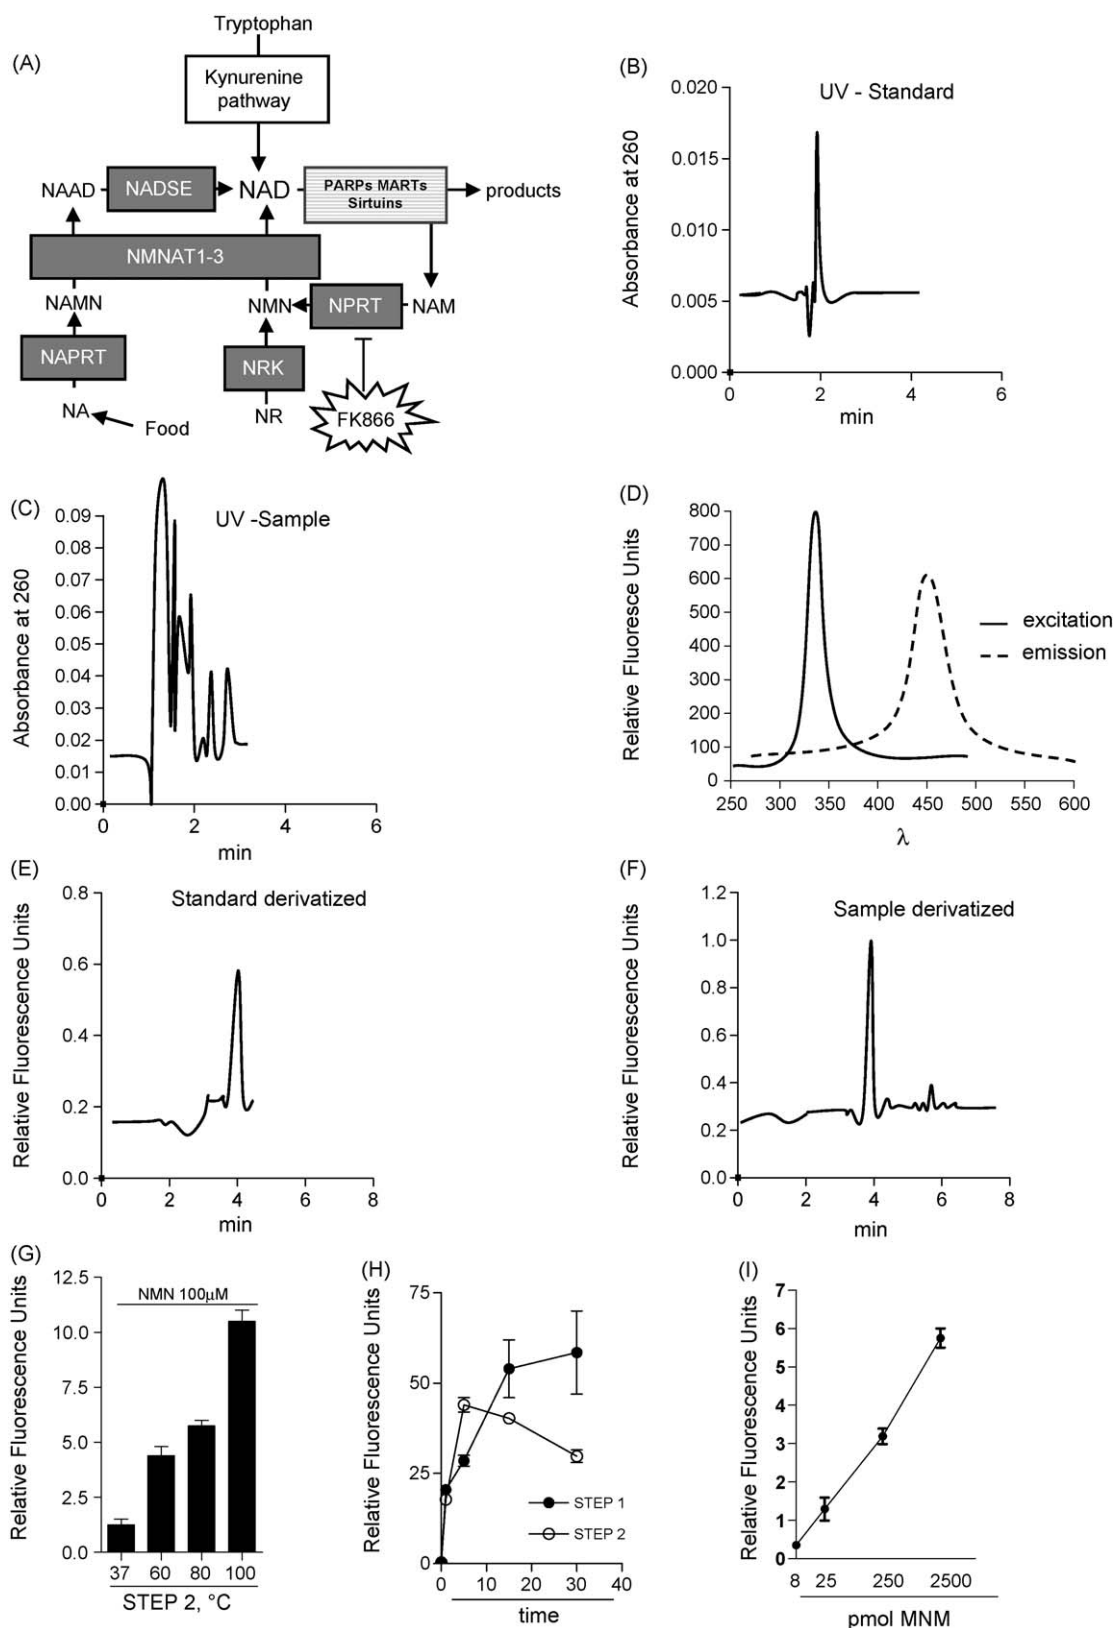 (A)
Tryptophan
Kynurenine
pathway
NAAD
NADSE
NAD
PARPs MARTs
Sirtuins
products
NMNAT1-3
NAMN
NMN
NPRT
NAM
NAPRT
NRK
NA
Food
NR
FK866
(B)
UV - Standard
Absorbance at 260
0.020
0.015
0.010
0.005
0.000
0 2 4 6
min
(C)
UV -Sample
Absorbance at 260
0.09
0.08
0.07
0.06
0.05
0.04
0.03
0.02
0.01
0.00
0 2 4 6
min
(D)
Relative Fluoresce Units
800
700
600
500
400
300
200
100
0
250 300 350 400 450 500 550 600
λ
excitation
emission
(E)
Standard derivatized
Relative Fluorescence Units
0.8
0.6
0.4
0.2
0.0
0 2 4 6 8
min
(F)
Sample derivatized
Relative Fluorescence Units
1.2
1.0
0.8
0.6
0.4
0.2
0.0
0 2 4 6 8
min
(G)
Relative Fluorescence Units
12.5
10.0
7.5
5.0
2.5
0.0
NMN 100µM
37 60 80 100
STEP 2, °C
(H)
Relative Fluorescence Units
75
50
25
0
0 10 20 30 40
time
STEP 1
STEP 2
(I)
Relative Fluorescence Units
7
6
5
4
3
2
1
0
8 25 250 2500
pmol MNM